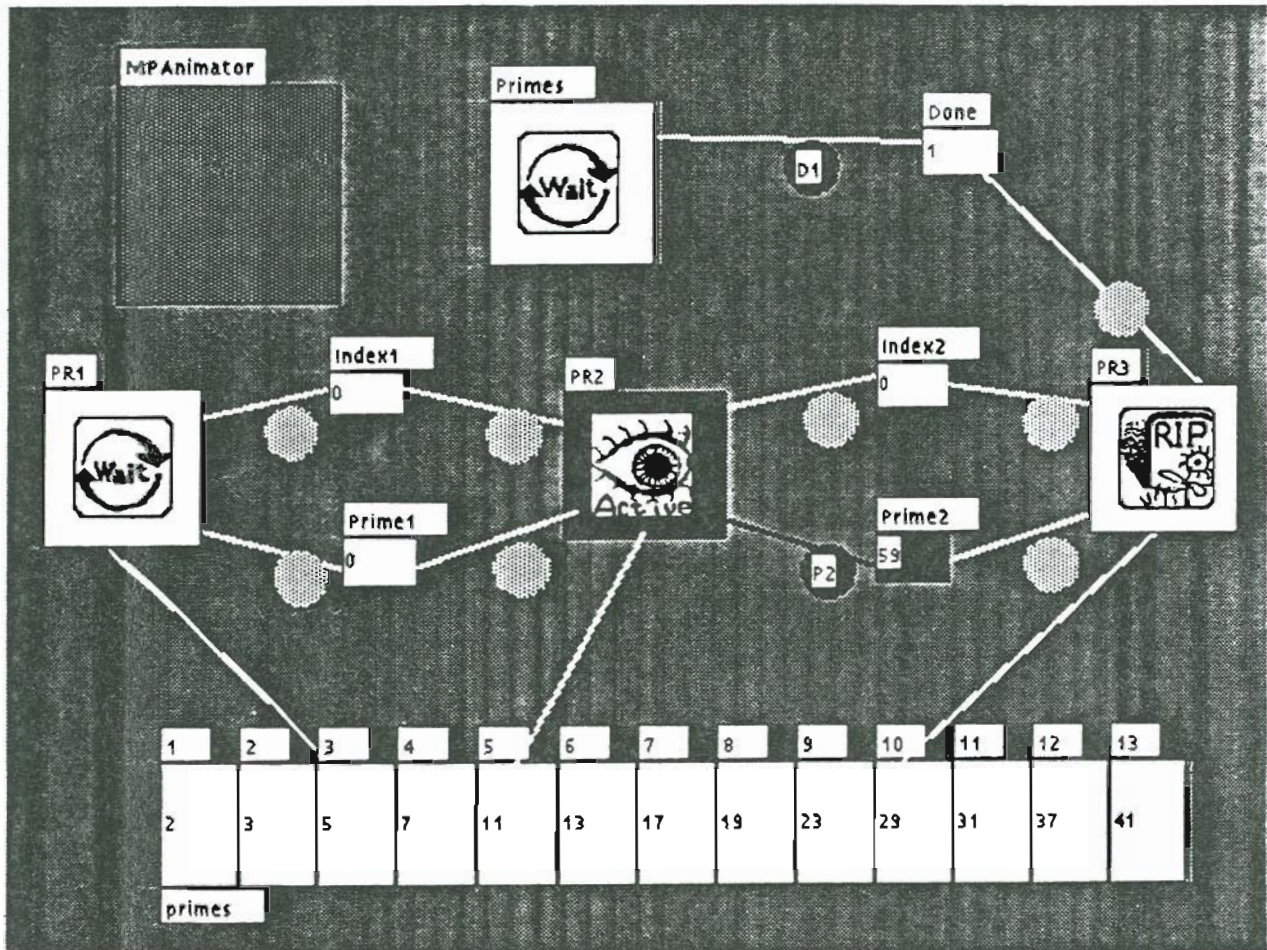 MPAnimator
Primes
Done
1
Wait
D1
Index1
0
Index2
0
PR1
PR2
PR3
Wait
Active
RIP
Prime1
0
Prime2
59
P2
1 2 3 4 5 6 7 8 9 10 11 12 13
2 3 5 7 11 13 17 19 23 29 31 37 41
primes